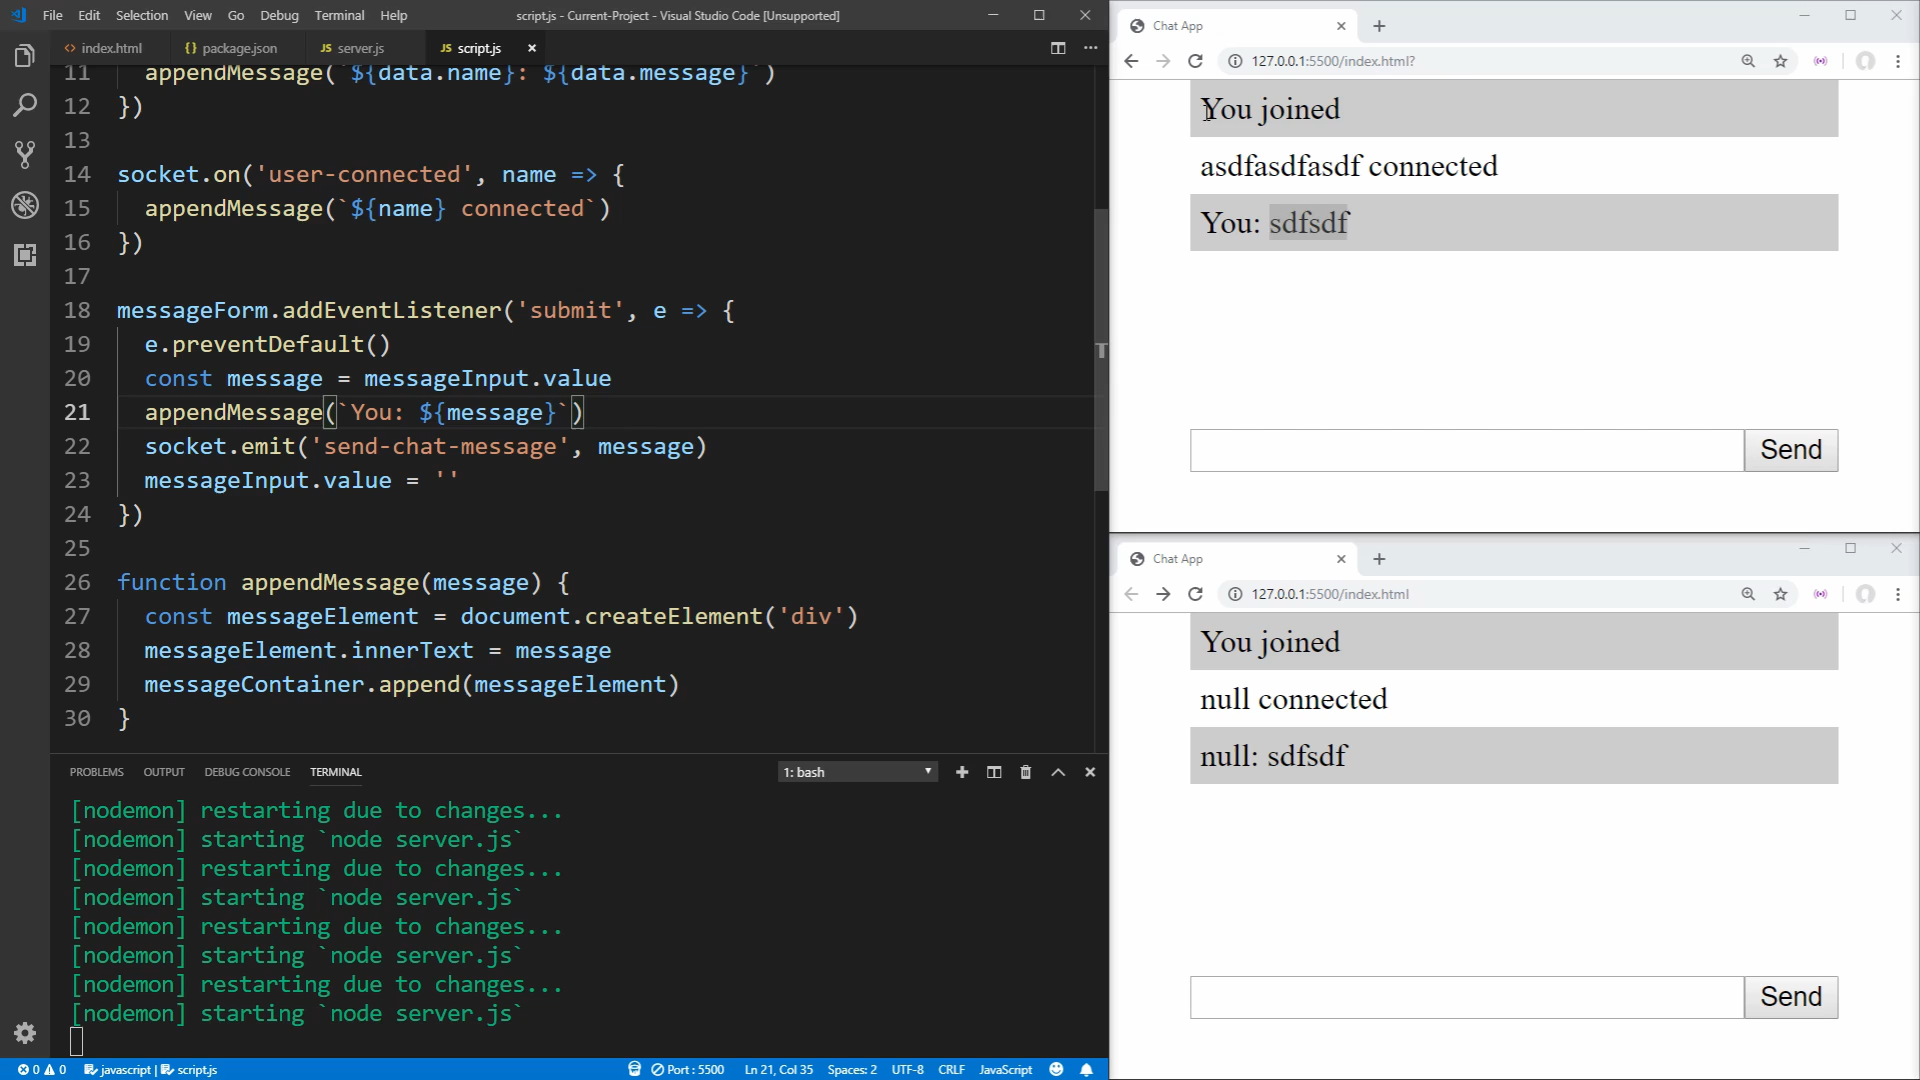 File Edit Selection View Go Debug Terminal Help
script.js - Current-Project - Visual Studio Code [Unsupported]
index.html
package.json
server.js
script.js
11 appendMessage(`${data.name}: ${data.message}`)
12 })
13
14 socket.on('user-connected', name => {
15 appendMessage(`${name} connected`)
16 })
17
18 messageForm.addEventListener('submit', e => {
19 e.preventDefault()
20 const message = messageInput.value
21 appendMessage(`You: ${message}`)
22 socket.emit('send-chat-message', message)
23 messageInput.value = ''
24 })
25
26 function appendMessage(message) {
27 const messageElement = document.createElement('div')
28 messageElement.innerText = message
29 messageContainer.append(messageElement)
30 }
PROBLEMS OUTPUT DEBUG CONSOLE TERMINAL
1: bash
[nodemon] restarting due to changes...
[nodemon] starting `node server.js`
[nodemon] restarting due to changes...
[nodemon] starting `node server.js`
[nodemon] restarting due to changes...
[nodemon] starting `node server.js`
[nodemon] restarting due to changes...
[nodemon] starting `node server.js`
0 0 javascript | script.js
Port : 5500 Ln 21, Col 35 Spaces: 2 UTF-8 CRLF JavaScript
Chat App
127.0.0.1:5500/index.html?
You joined
asdfasdfasdf connected
You: sdfsdf
Send
Chat App
127.0.0.1:5500/index.html
You joined
null connected
null: sdfsdf
Send